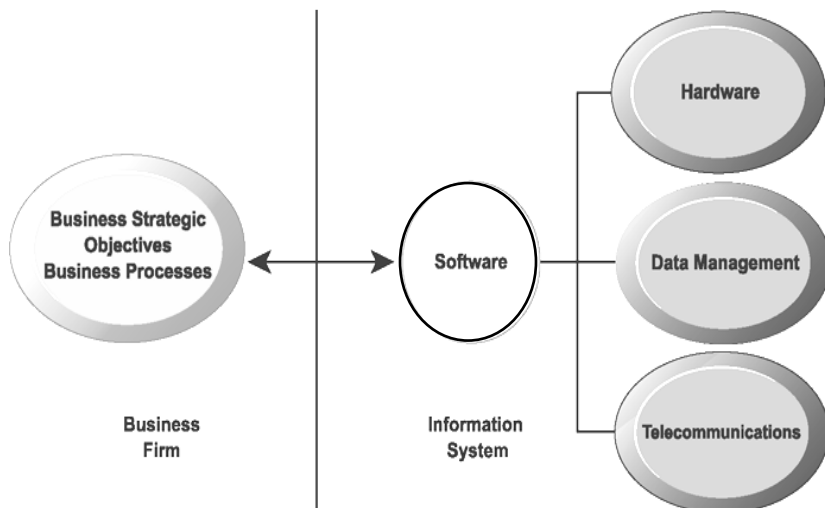 Business Strategic
Objectives
Business Processes
Software
Hardware
Data Management
Telecommunications
Business
Firm
Information
System